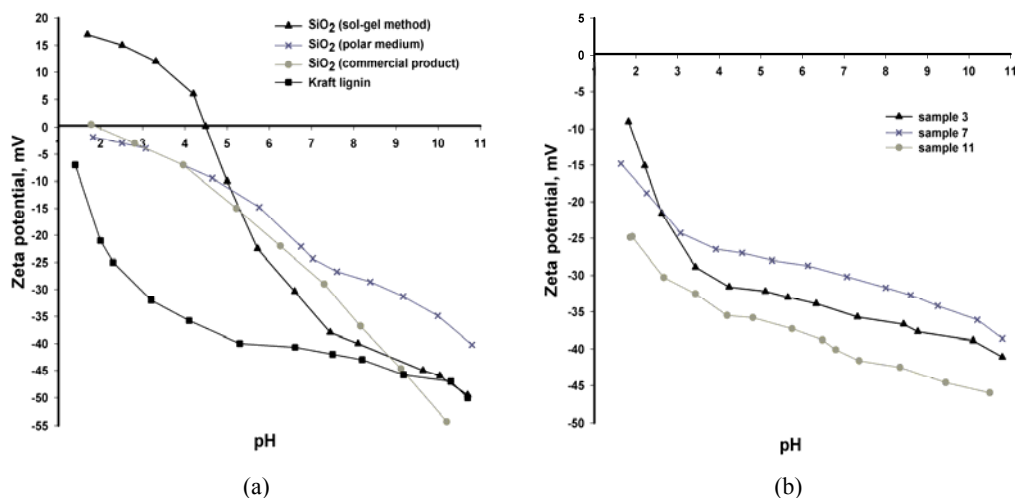 20
15
10
5
0
-5
-10
-15
-20
-25
-30
-35
-40
-45
-50
-55
Zeta potential, mV
2 3 4 5 6 7 8 9 10 11
pH
SiO₂ (sol-gel method)
SiO₂ (polar medium)
SiO₂ (commercial product)
Kraft lignin
(a)
5
0
-5
-10
-15
-20
-25
-30
-35
-40
-45
-50
Zeta potential, mV
1 2 3 4 5 6 7 8 9 10 11
pH
sample 3
sample 7
sample 11
(b)